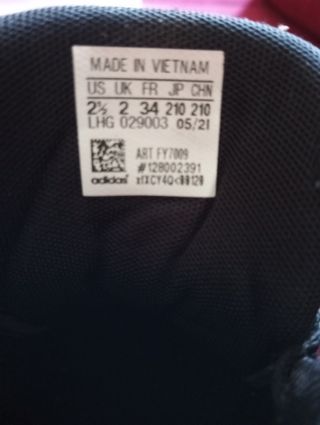 MADE IN VIETNAM
US UK FR JP CHN
2½ 2 34 210 210
LHG 029003 05/21
ART FY7009
#128002391
adidas